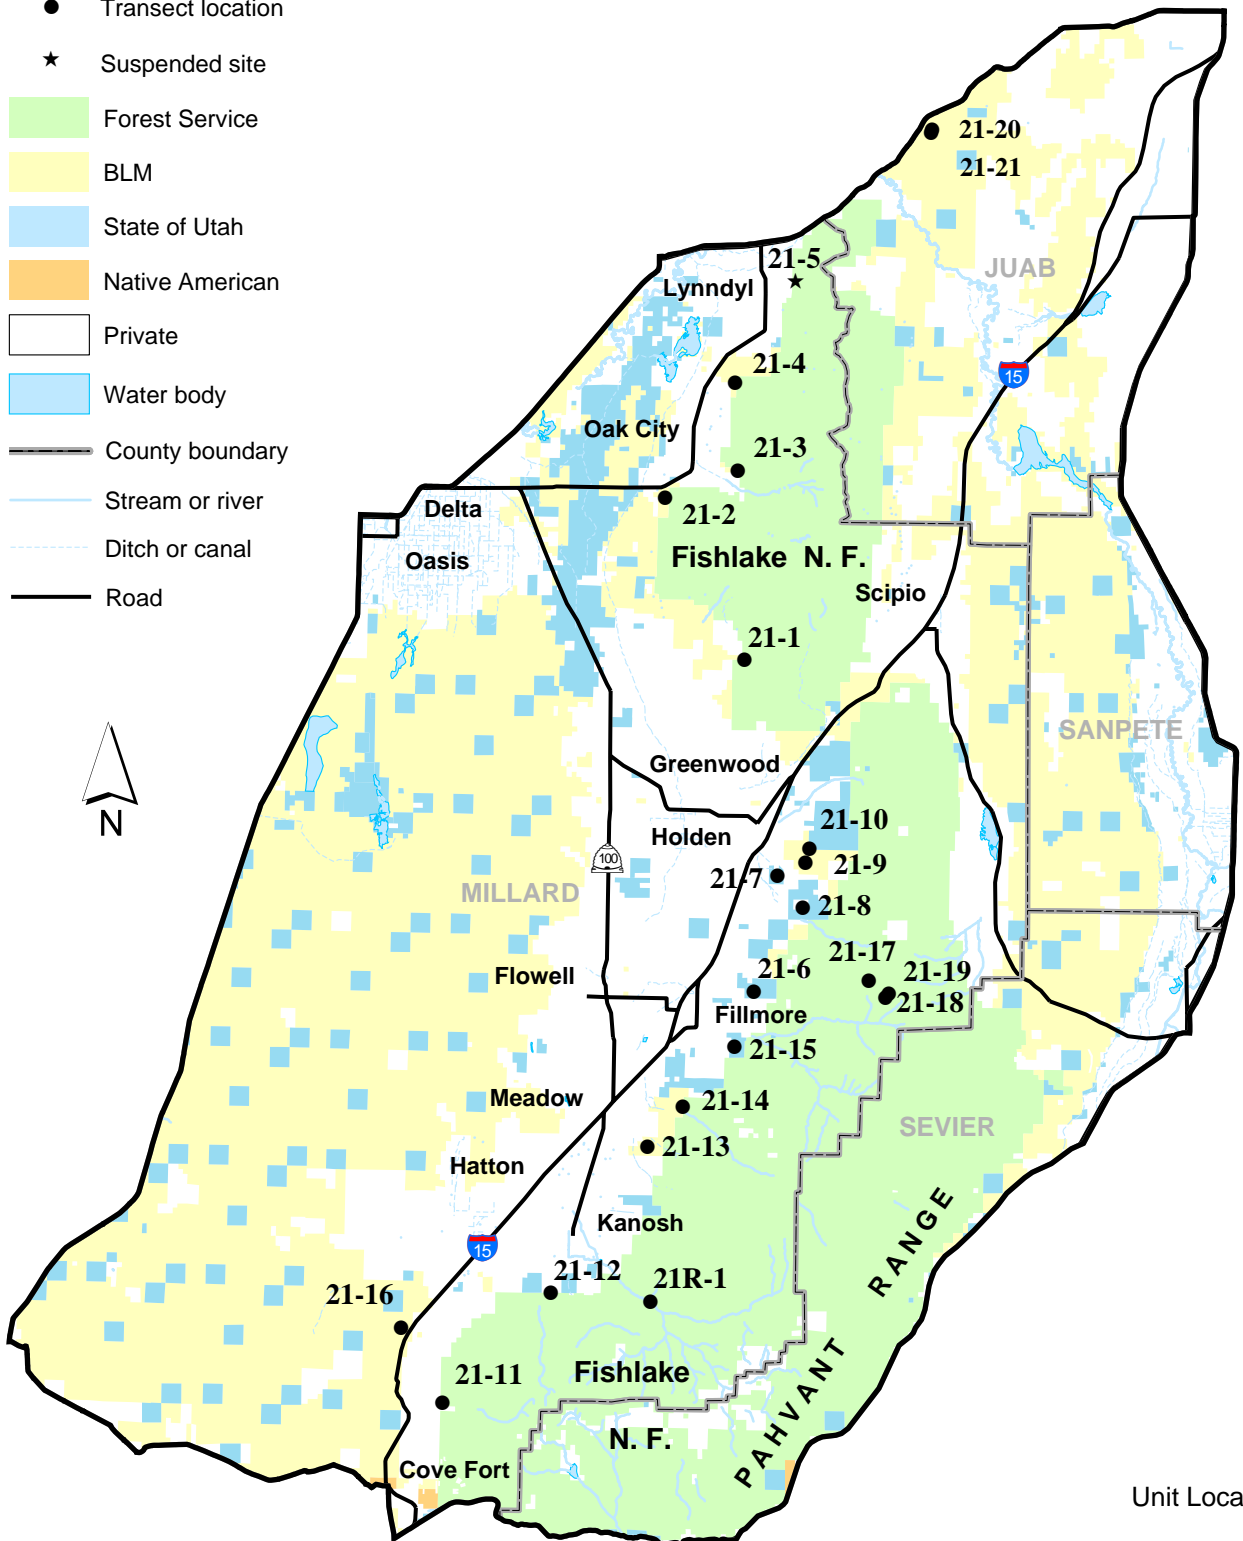 Transect location
Suspended site
Forest Service
BLM
State of Utah
Native American
Private
Water body
County boundary
Stream or river
Ditch or canal
Road
N
21-20
21-21
JUAB
21-5
Lynndyl
15
21-4
Oak City
21-3
21-2
Delta
Oasis
Fishlake N. F.
Scipio
21-1
SANPETE
Greenwood
Holden
21-10
100
21-9
21-7
MILLARD
21-8
21-17
21-6
21-19
Flowell
21-18
Fillmore
21-15
Meadow
21-14
SEVIER
21-13
Hatton
Kanosh
15
21-12
21R-1
21-16
PAHVANT RANGE
21-11
Fishlake
N. F.
Cove Fort
Unit Loca